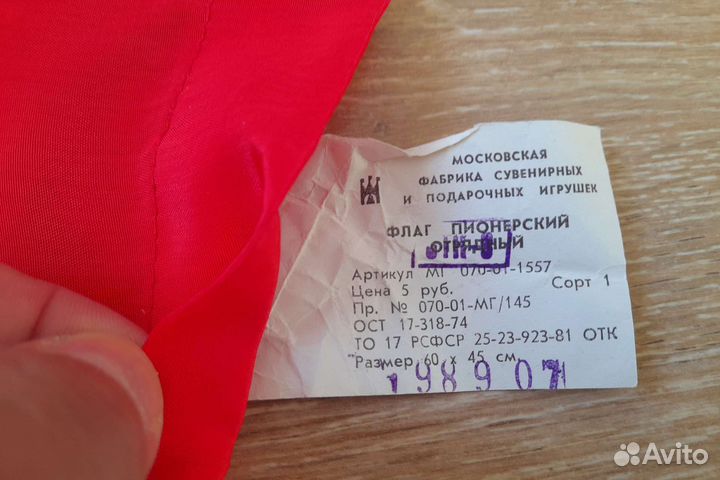 МОСКОВСКАЯ
ФАБРИКА СУВЕНИРНЫХ
И ПОДАРОЧНЫХ ИГРУШЕК
ФЛАГ ПИОНЕРСКИЙ
ОТРЯДНЫЙ
Артикул МГ 070-01-1557
Цена 5 руб. Сорт 1
Пр. № 070-01-МГ/145
ОСТ 17-318-74
ТО 17 РСФСР 25-23-923-81 ОТК
Размер 60 х 45 см
1989 07
Avito